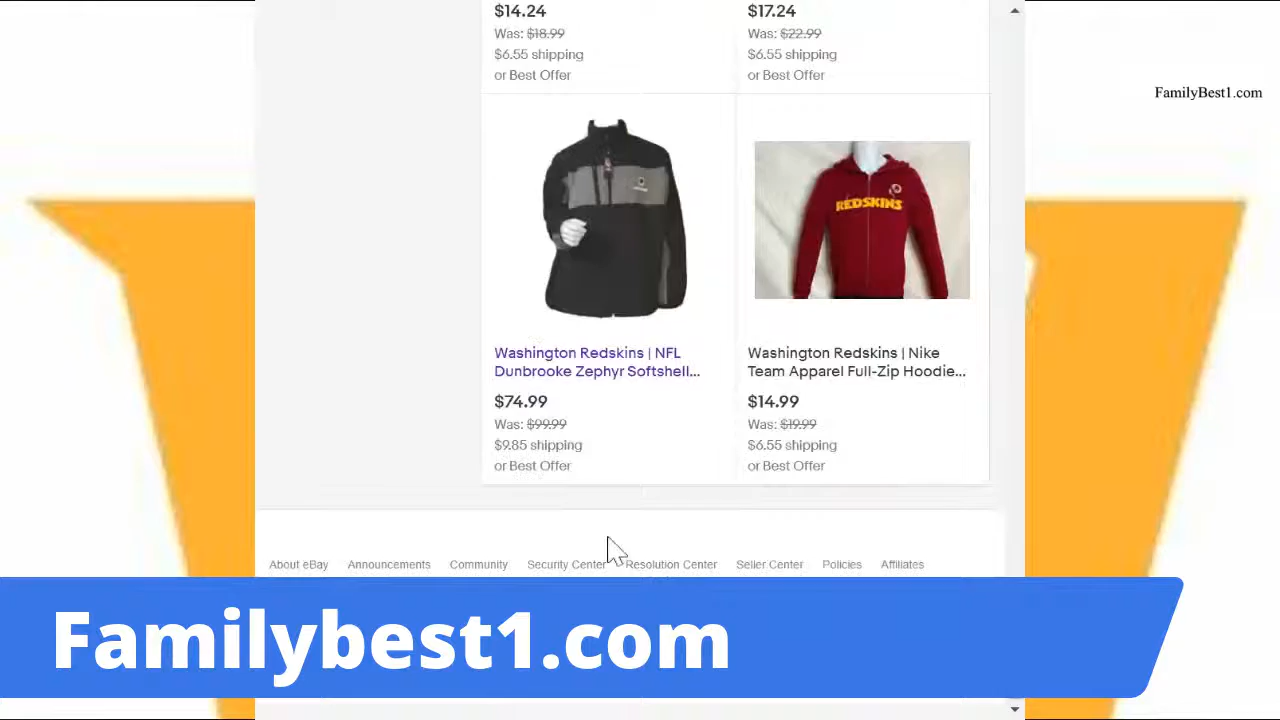 $14.24
Was: $18.99
$6.55 shipping
or Best Offer
$17.24
Was: $22.99
$6.55 shipping
or Best Offer
FamilyBest1.com
REDSKINS
Washington Redskins | NFL
Dunbrooke Zephyr Softshell...
$74.99
Was: $99.99
$9.85 shipping
or Best Offer
Washington Redskins | Nike
Team Apparel Full-Zip Hoodie...
$14.99
Was: $19.99
$6.55 shipping
or Best Offer
About eBay Announcements Community Security Center Resolution Center Seller Center Policies Affiliates
Familybest1.com